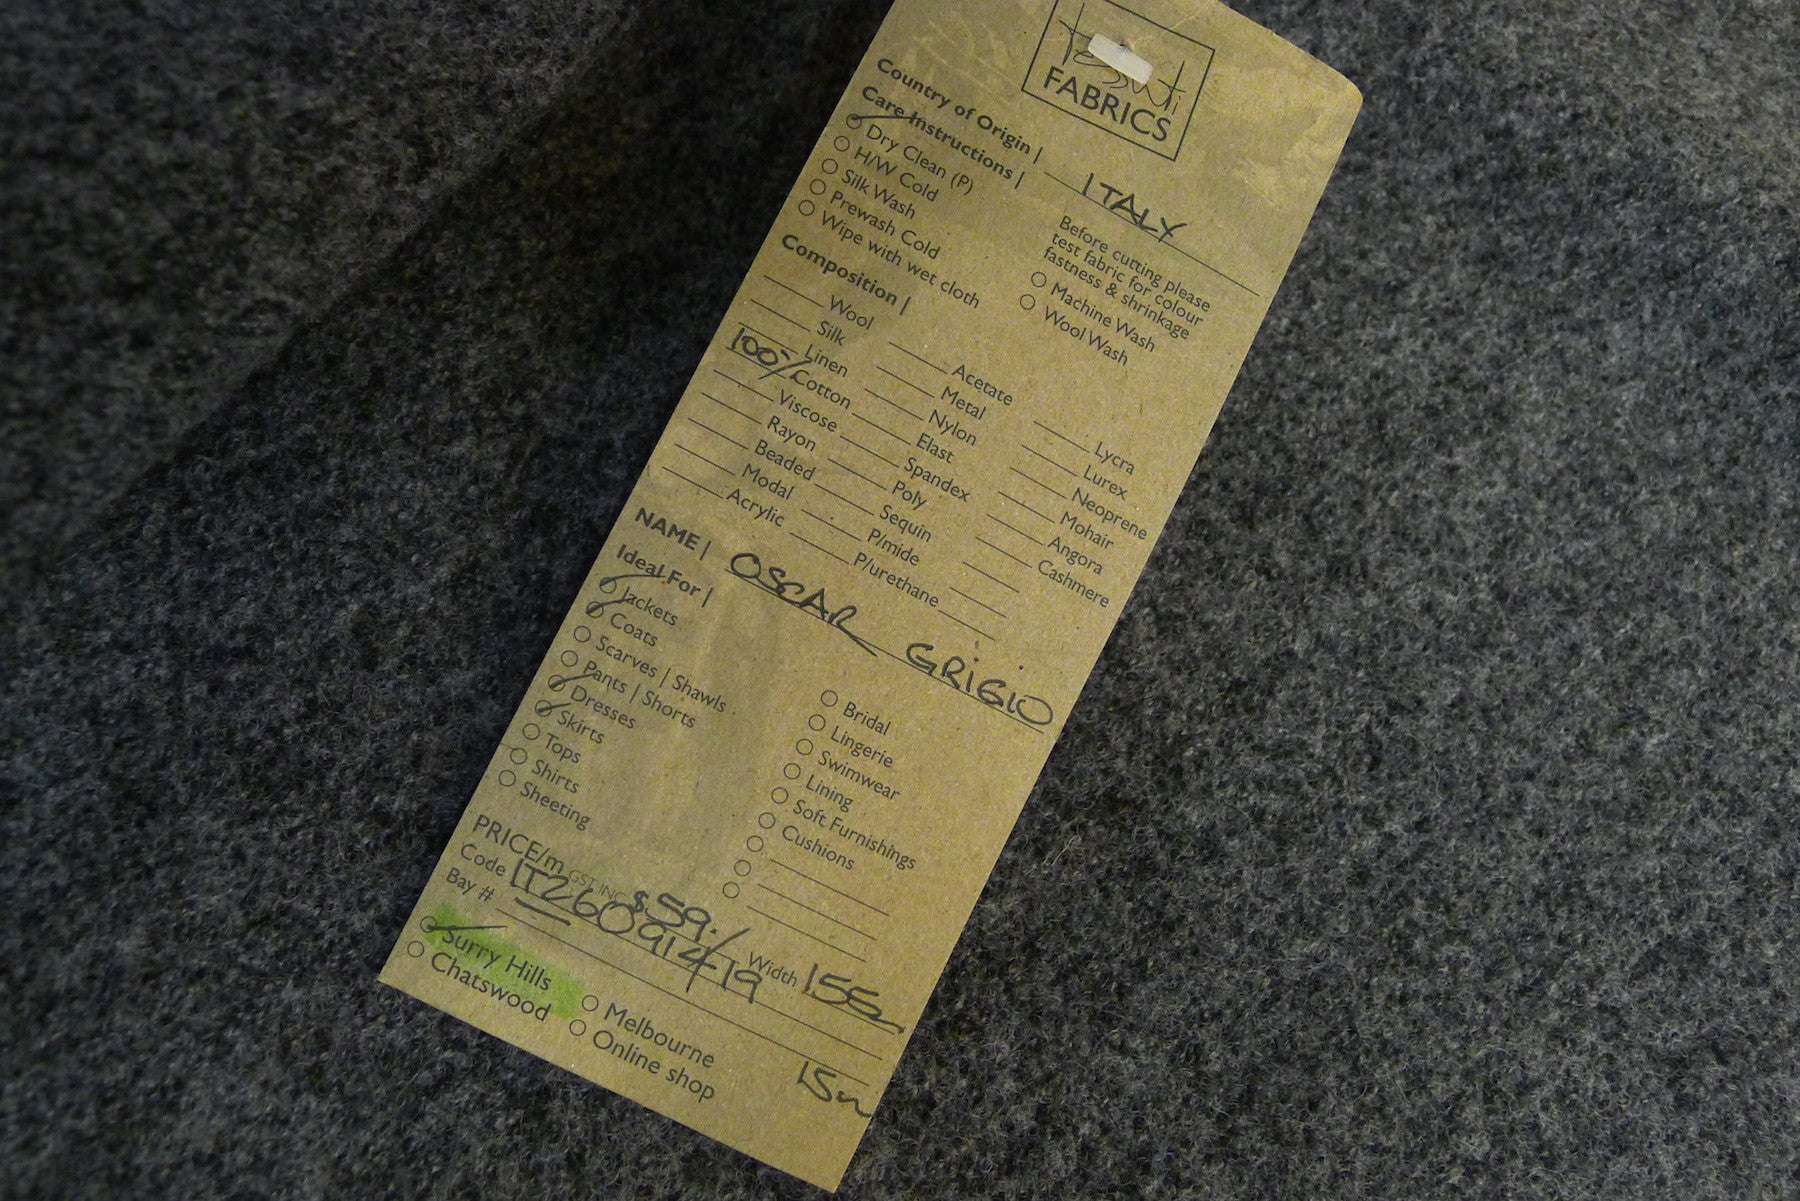 Tessuti
FABRICS
Country of Origin | ITALY
Care Instructions |
Before cutting please
test fabric for colour
fastness & shrinkage
Dry Clean (P)
H/W Cold
Silk Wash
Prewash Cold
Wipe with wet cloth
Machine Wash
Wool Wash
Composition |
Wool
Silk
Linen
100% Cotton
Viscose
Rayon
Beaded
Modal
Acrylic
Acetate
Metal
Nylon
Elast
Spandex
Poly
Sequin
P/mide
P/urethane
Lycra
Lurex
Neoprene
Mohair
Angora
Cashmere
NAME | OSCAR GRIGIO
Ideal For |
Jackets
Coats
Scarves | Shawls
Pants | Shorts
Dresses
Skirts
Tops
Shirts
Sheeting
Bridal
Lingerie
Swimwear
Lining
Soft Furnishings
Cushions
PRICE/m GST INC $59./ Width 155
Code IT26091419
Bay #
Surry Hills
Chatswood
Melbourne
Online shop